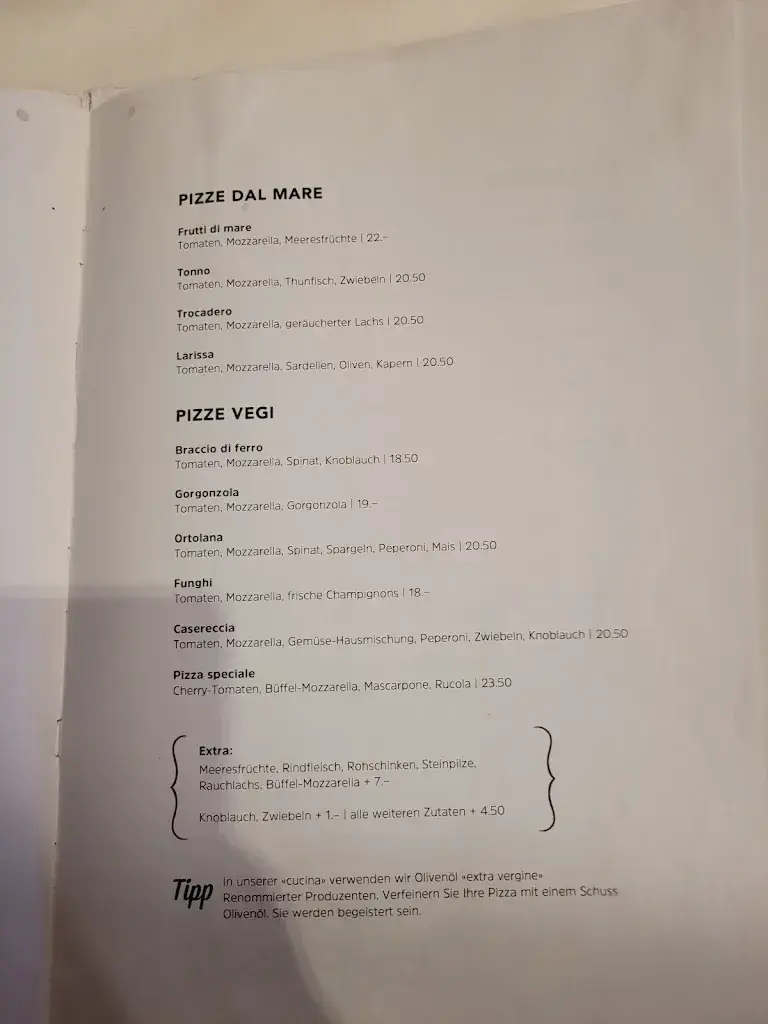 PIZZE DAL MARE
Frutti di mare
Tomaten, Mozzarella, Meeresfrüchte | 22.–
Tonno
Tomaten, Mozzarella, Thunfisch, Zwiebeln | 20.50
Trocadero
Tomaten, Mozzarella, geräucherter Lachs | 20.50
Larissa
Tomaten, Mozzarella, Sardellen, Oliven, Kapern | 20.50
PIZZE VEGI
Braccio di ferro
Tomaten, Mozzarella, Spinat, Knoblauch | 18.50
Gorgonzola
Tomaten, Mozzarella, Gorgonzola | 19.–
Ortolana
Tomaten, Mozzarella, Spinat, Spargeln, Peperoni, Mais | 20.50
Funghi
Tomaten, Mozzarella, frische Champignons | 18.–
Casereccia
Tomaten, Mozzarella, Gemüse-Hausmischung, Peperoni, Zwiebeln, Knoblauch | 20.50
Pizza speciale
Cherry-Tomaten, Büffel-Mozzarella, Mascarpone, Rucola | 23.50
Extra:
Meeresfrüchte, Rindfleisch, Rohschinken, Steinpilze,
Rauchlachs, Büffel-Mozzarella + 7.–
Knoblauch, Zwiebeln + 1.– | alle weiteren Zutaten + 4.50
Tipp
In unserer «cucina» verwenden wir Olivenöl «extra vergine»
Renommierter Produzenten. Verfeinern Sie Ihre Pizza mit einem Schuss
Olivenöl. Sie werden begeistert sein.